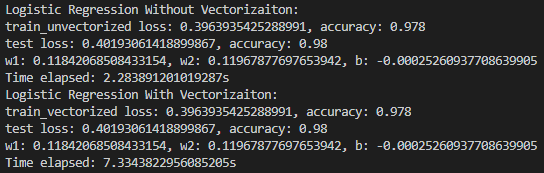 Logistic Regression Without Vectorizaiton:
train_unvectorized loss: 0.3963935425288991, accuracy: 0.978
test loss: 0.40193061418899867, accuracy: 0.98
w1: 0.11842068508433154, w2: 0.11967877697653942, b: -0.00025260937708639905
Time elapsed: 2.283891201019287s
Logistic Regression With Vectorizaiton:
train_vectorized loss: 0.3963935425288991, accuracy: 0.978
test loss: 0.40193061418899867, accuracy: 0.98
w1: 0.11842068508433154, w2: 0.11967877697653942, b: -0.00025260937708639905
Time elapsed: 7.3343822956085205s